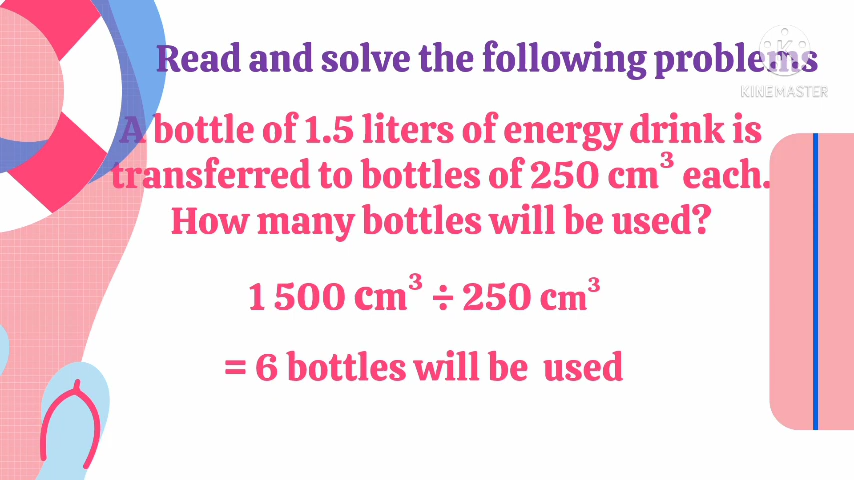 Read and solve the following problems
KINEMASTER
A bottle of 1.5 liters of energy drink is
transferred to bottles of 250 cm³ each.
How many bottles will be used?
1 500 cm³ ÷ 250 cm³
= 6 bottles will be used